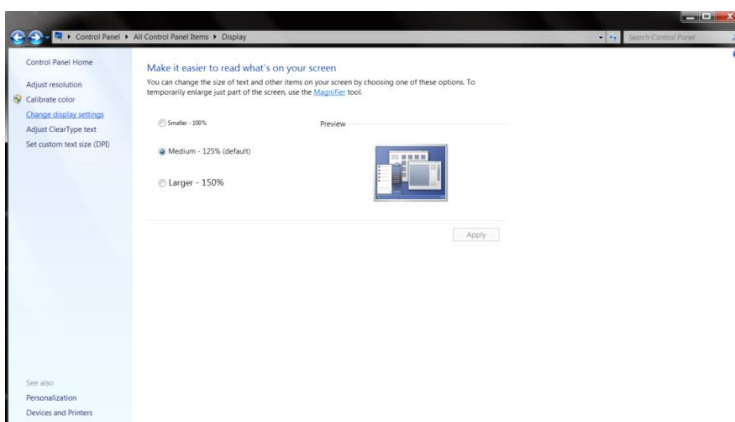 Control Panel ▸ All Control Panel Items ▸ Display
Search Control Panel
Control Panel Home
Adjust resolution
Calibrate color
Change display settings
Adjust ClearType text
Set custom text size (DPI)
See also
Personalization
Devices and Printers
Make it easier to read what's on your screen
You can change the size of text and other items on your screen by choosing one of these options. To
temporarily enlarge just part of the screen, use the Magnifier tool.
Smaller - 100%
Preview
Medium - 125% (default)
Larger - 150%
Apply